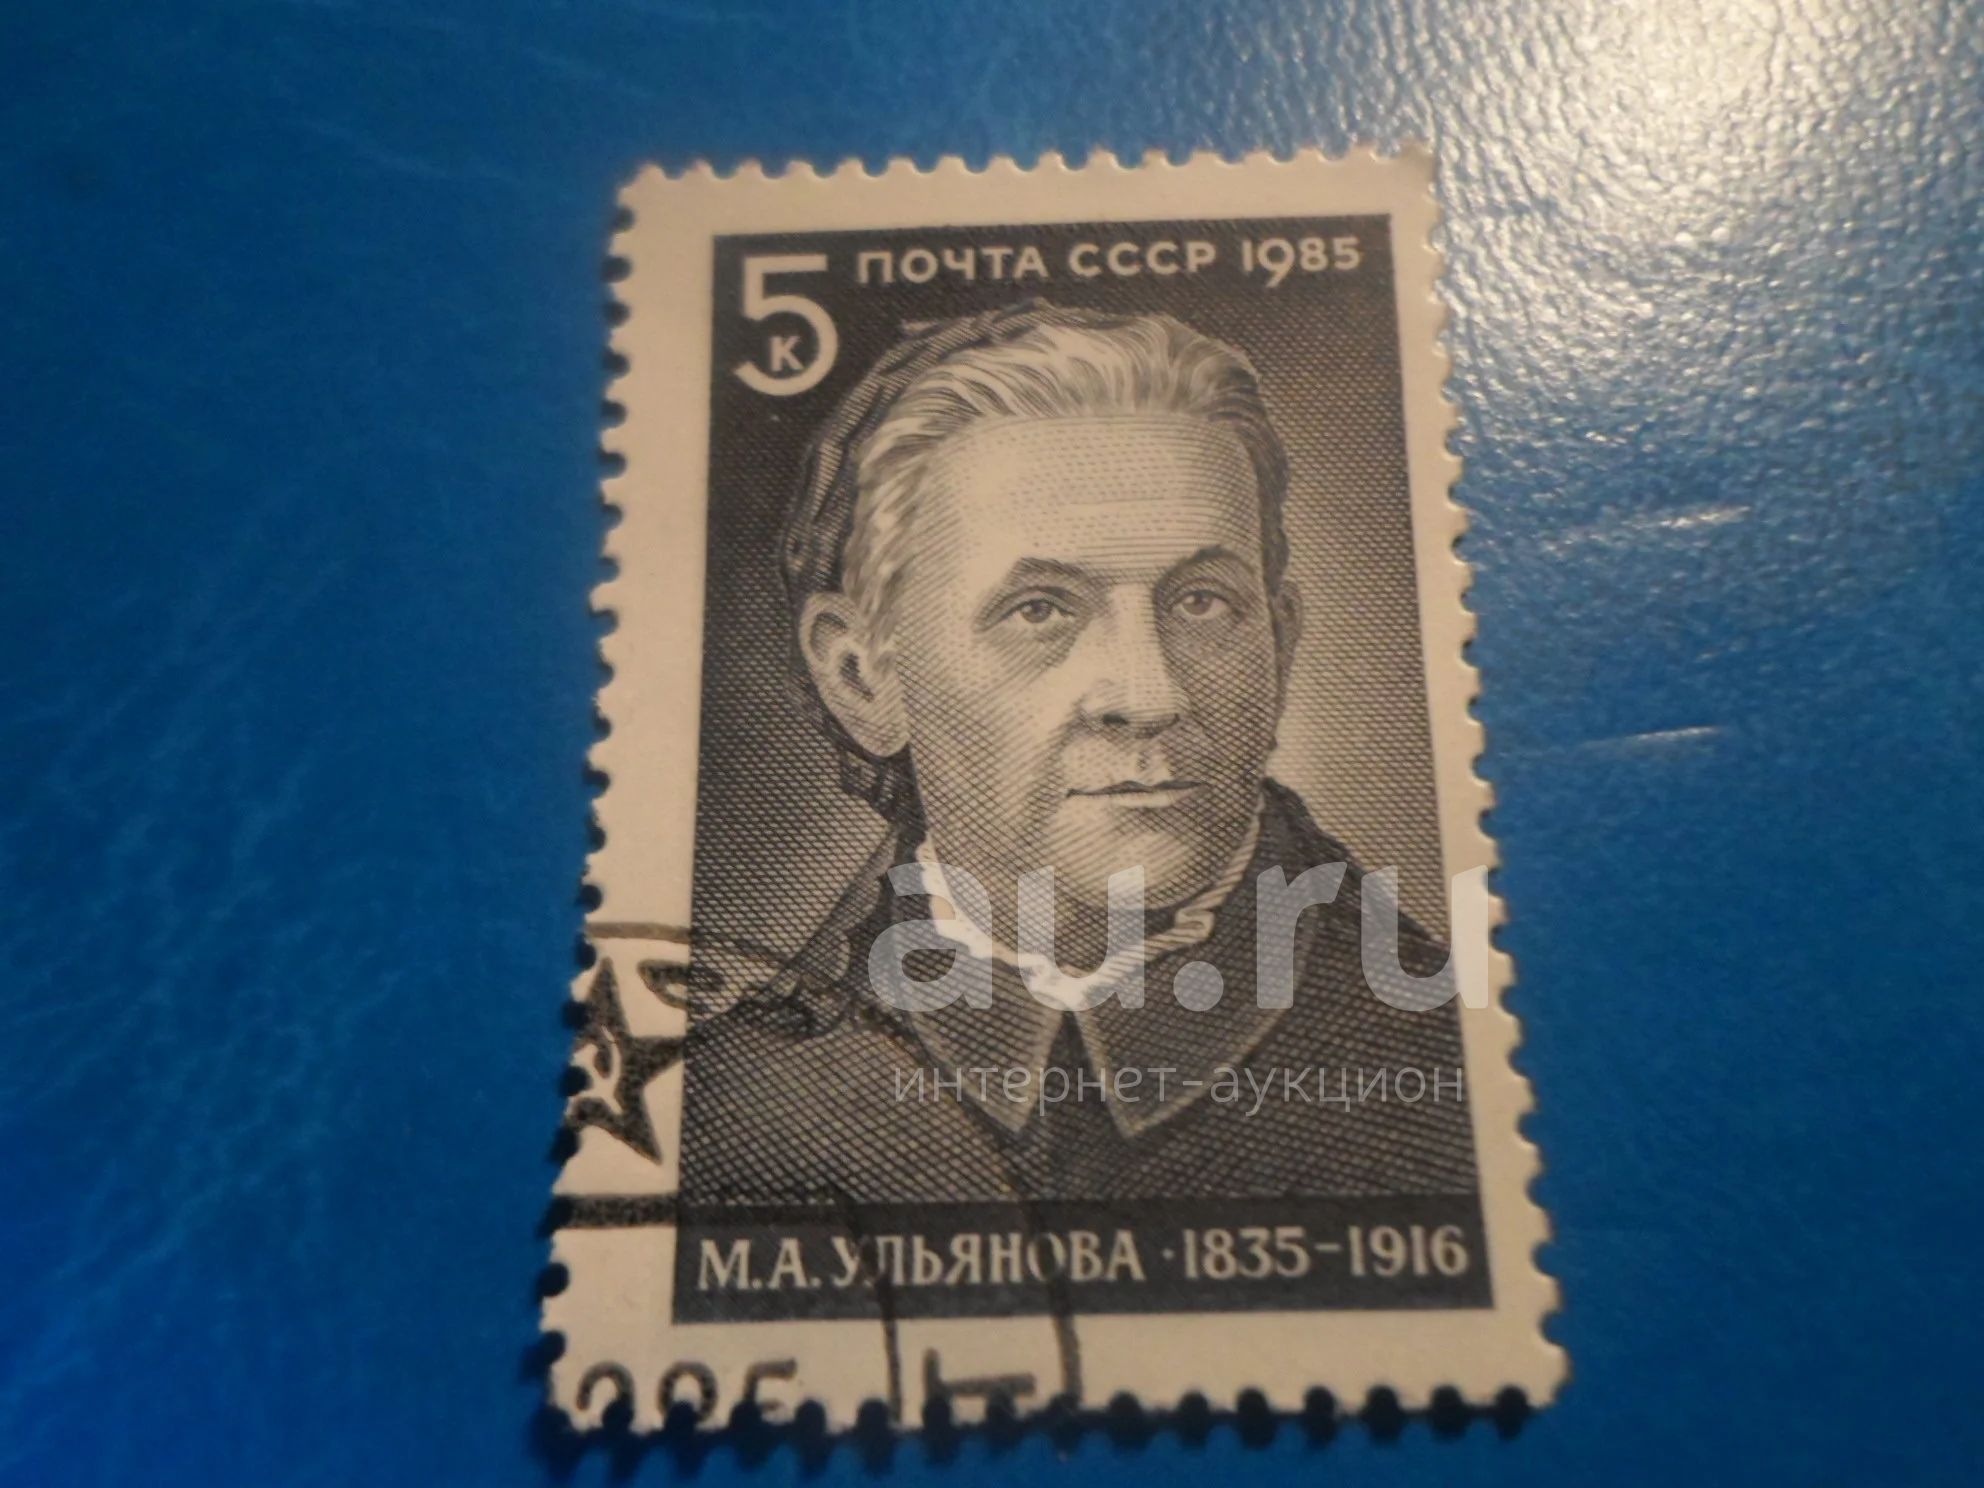 5 к ПОЧТА СССР 1985
au.ru
интернет-аукцион
М.А.УЛЬЯНОВА · 1835–1916